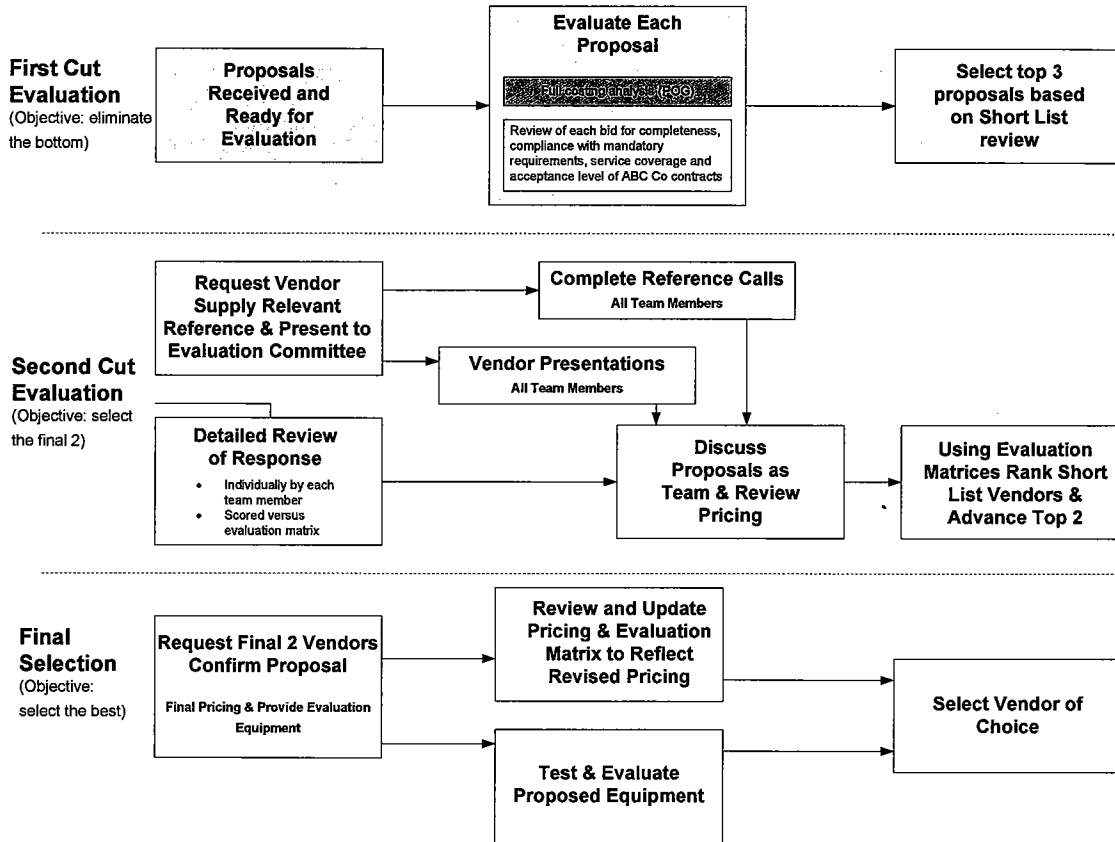 First Cut
Evaluation
(Objective: eliminate
the bottom)
Proposals
Received and
Ready for
Evaluation
Evaluate Each
Proposal
Full costing analysis (POG)
Review of each bid for completeness,
compliance with mandatory
requirements, service coverage and
acceptance level of ABC Co contracts
Select top 3
proposals based
on Short List
review
Second Cut
Evaluation
(Objective: select
the final 2)
Request Vendor
Supply Relevant
Reference & Present to
Evaluation Committee
Complete Reference Calls
All Team Members
Vendor Presentations
All Team Members
Detailed Review
of Response
• Individually by each
team member
• Scored versus
evaluation matrix
Discuss
Proposals as
Team & Review
Pricing
Using Evaluation
Matrices Rank Short
List Vendors &
Advance Top 2
Final
Selection
(Objective:
select the best)
Request Final 2 Vendors
Confirm Proposal
Final Pricing & Provide Evaluation
Equipment
Review and Update
Pricing & Evaluation
Matrix to Reflect
Revised Pricing
Test & Evaluate
Proposed Equipment
Select Vendor of
Choice